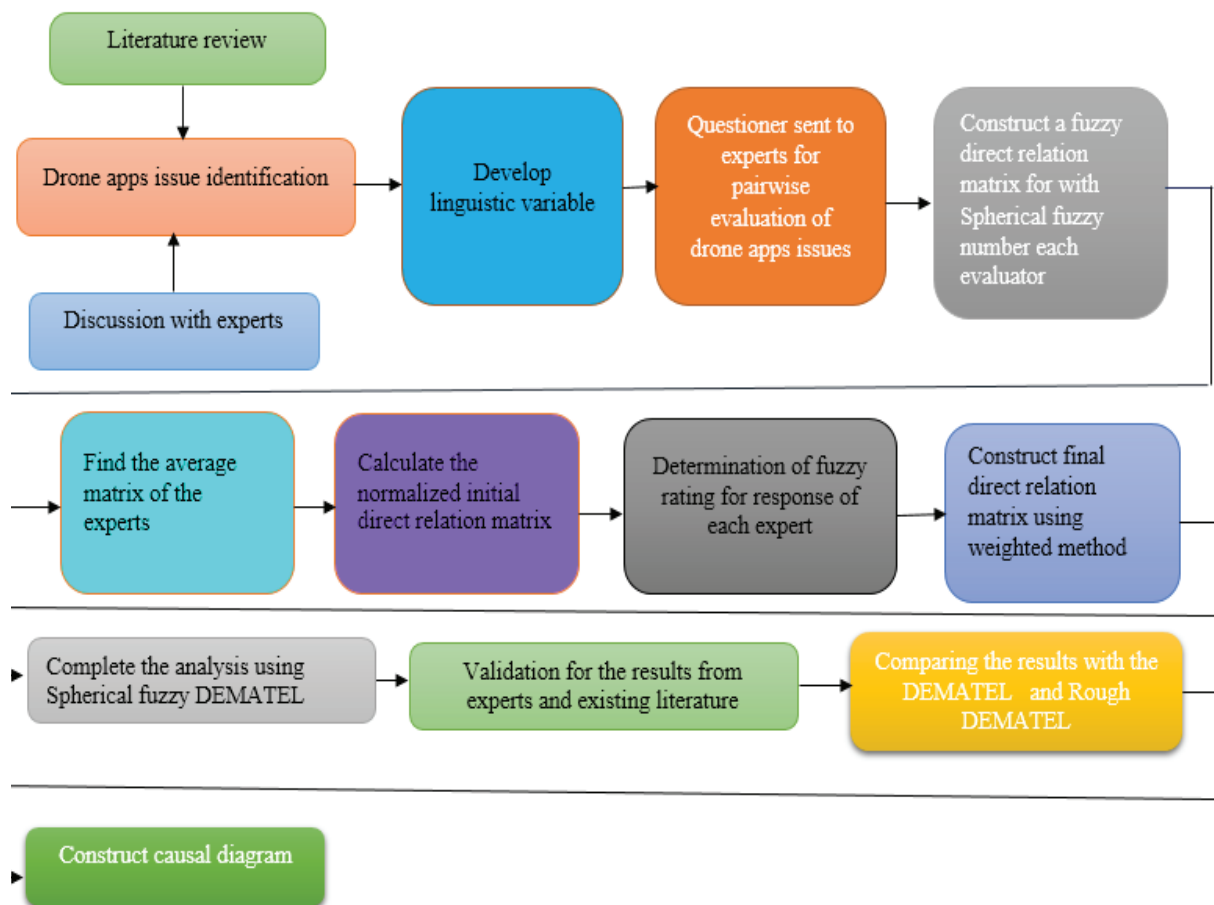 Literature review
Drone apps issue identification
Discussion with experts
Develop
linguistic variable
Questioner sent to
experts for
pairwise
evaluation of
drone apps issues
Construct a fuzzy
direct relation
matrix for with
Spherical fuzzy
number each
evaluator
Find the average
matrix of the
experts
Calculate the
normalized initial
direct relation matrix
Determination of fuzzy
rating for response of
each expert
Construct final
direct relation
matrix using
weighted method
Complete the analysis using
Spherical fuzzy DEMATEL
Validation for the results from
experts and existing literature
Comparing the results with the
DEMATEL and Rough
DEMATEL
Construct causal diagram